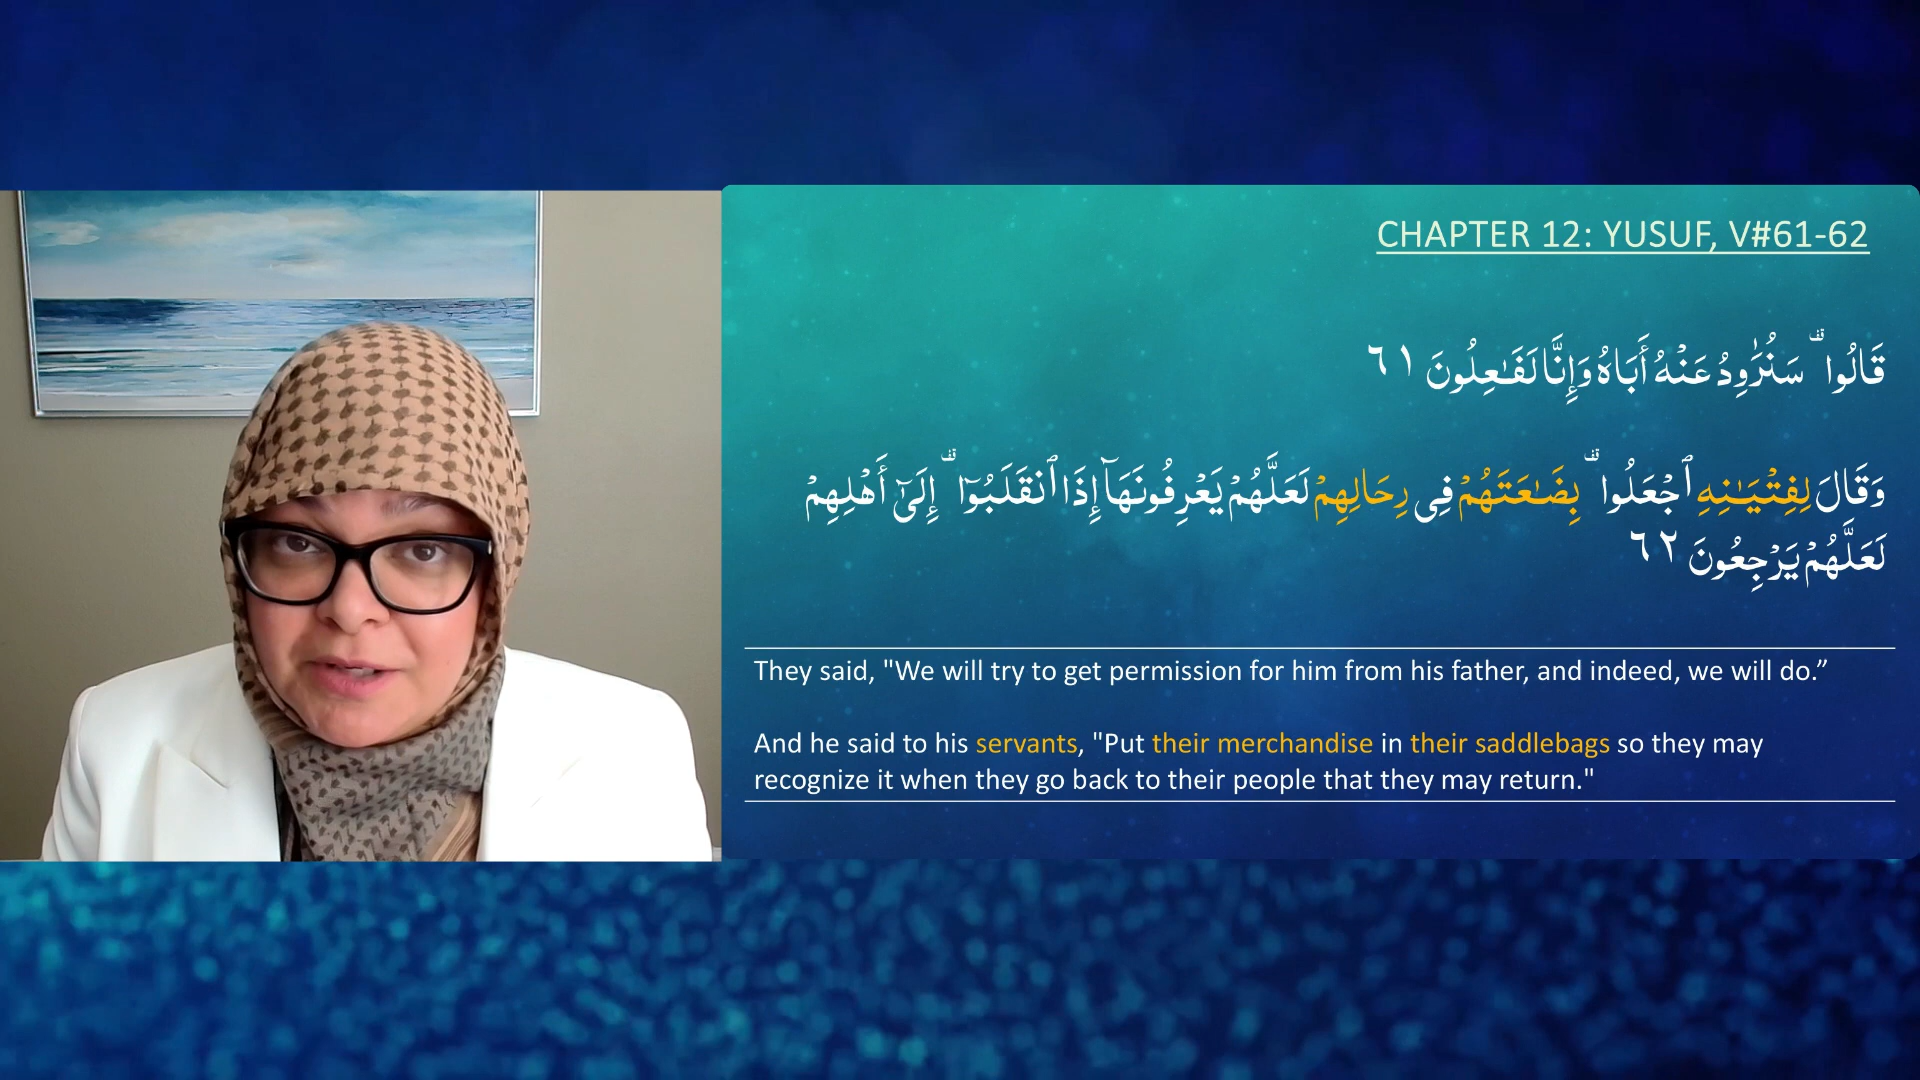 CHAPTER 12: YUSUF, V#61-62
قَالُوا۟ سَنُرَٰوِدُ عَنْهُ أَبَاهُ وَإِنَّا لَفَـٰعِلُونَ ٦١
وَقَالَ لِفِتْيَـٰنِهِ ٱجْعَلُوا۟ بِضَـٰعَتَهُمْ فِى رِحَالِهِمْ لَعَلَّهُمْ يَعْرِفُونَهَآ إِذَا ٱنقَلَبُوٓا۟ إِلَىٰٓ أَهْلِهِمْ
لَعَلَّهُمْ يَرْجِعُونَ ٦٢
They said, "We will try to get permission for him from his father, and indeed, we will do.”
And he said to his servants, "Put their merchandise in their saddlebags so they may
recognize it when they go back to their people that they may return."